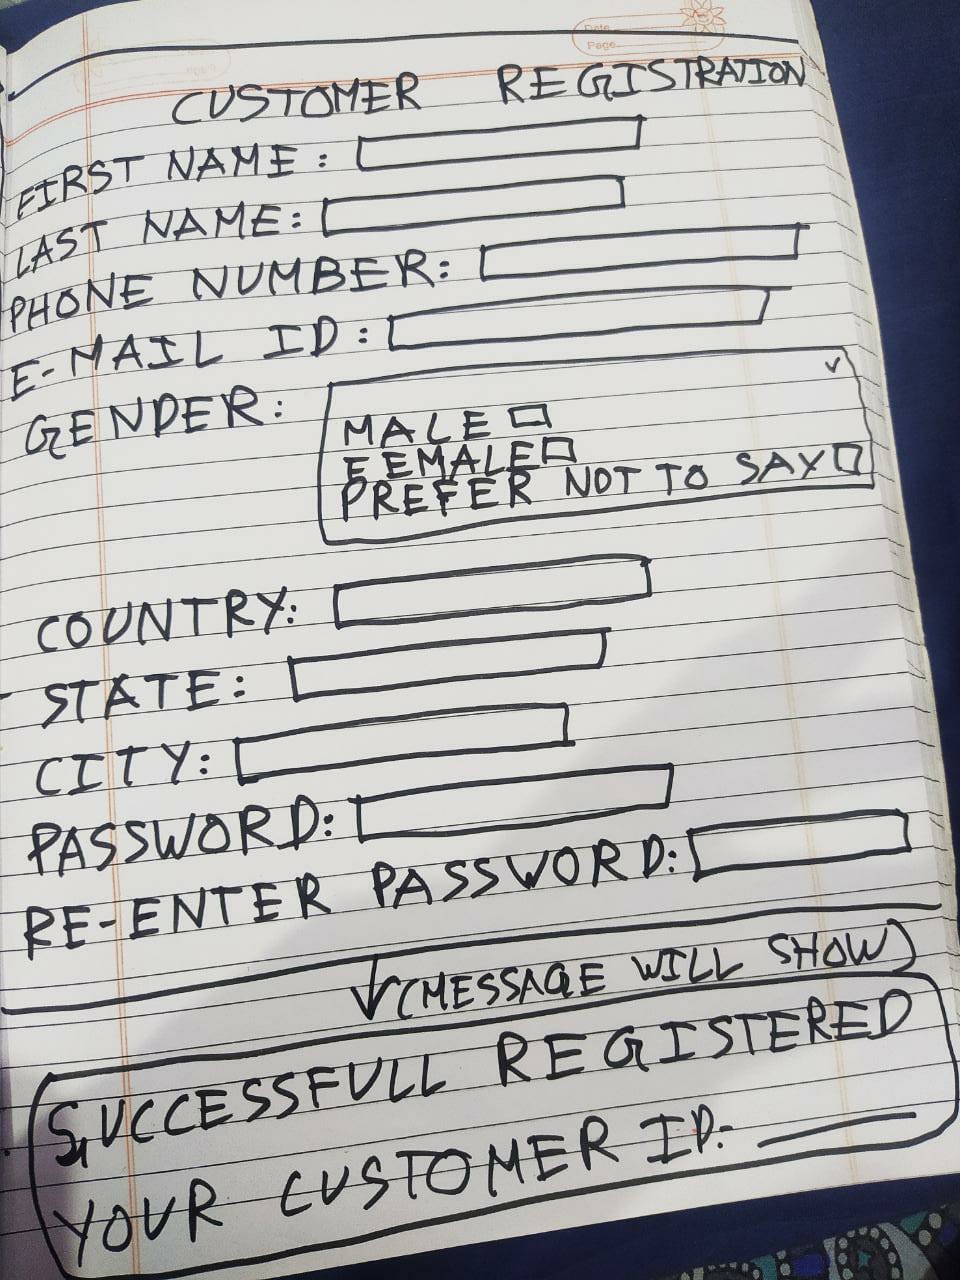 Date
Page
CUSTOMER REGISTRATION
FIRST NAME :
LAST NAME:
PHONE NUMBER:
E-MAIL ID:
GENDER:
MALE
FEMALE
PREFER NOT TO SAY
COUNTRY:
STATE:
CITY:
PASSWORD:
RE-ENTER PASSWORD:
(MESSAGE WILL SHOW)
SUCCESSFULL REGISTERED
YOUR CUSTOMER ID:-